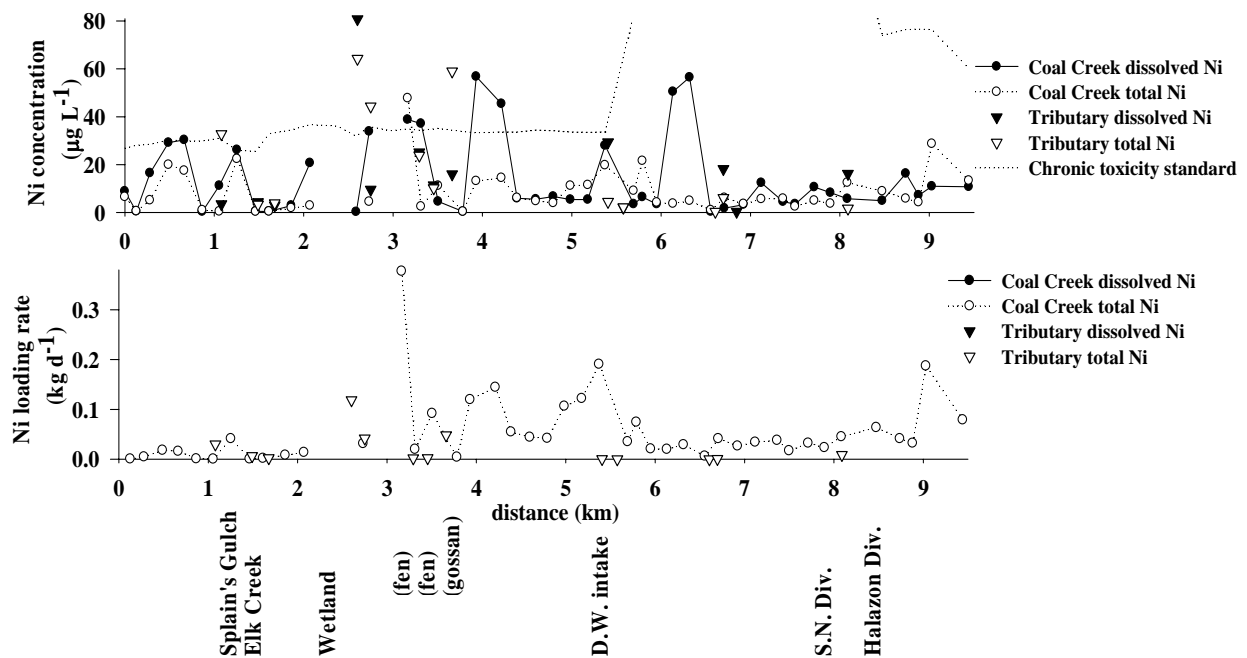 Ni concentration
(µg L-1)
80
60
40
20
0
0 1 2 3 4 5 6 7 8 9
Coal Creek dissolved Ni
Coal Creek total Ni
Tributary dissolved Ni
Tributary total Ni
Chronic toxicity standard
Ni loading rate
(kg d-1)
0.3
0.2
0.1
0.0
0 1 2 3 4 5 6 7 8 9
distance (km)
Coal Creek dissolved Ni
Coal Creek total Ni
Tributary dissolved Ni
Tributary total Ni
Splain's Gulch
Elk Creek
Wetland
(fen)
(fen)
(gossan)
D.W. intake
S.N. Div.
Halazon Div.